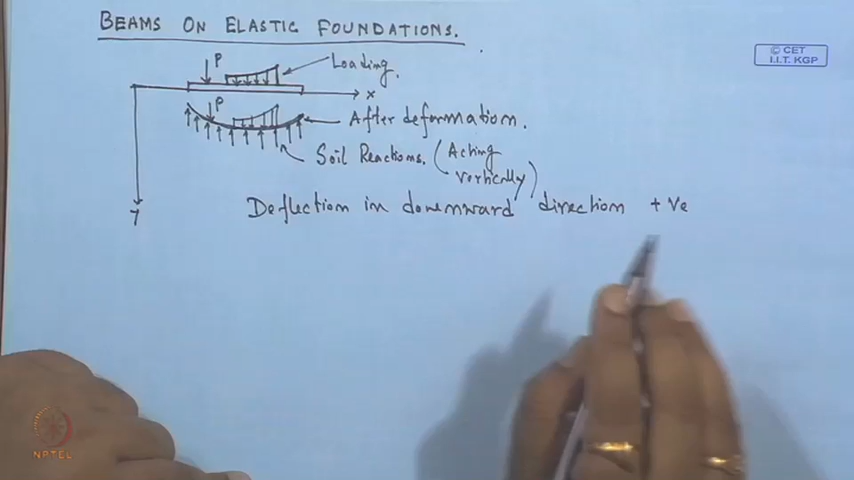 BEAMS ON ELASTIC FOUNDATIONS.
© CET
I.I.T. KGP
P
Loading.
x
P
After deformation.
Soil Reactions. (Acting
vertically)
y
Deflection in downward direction +ve
NPTEL